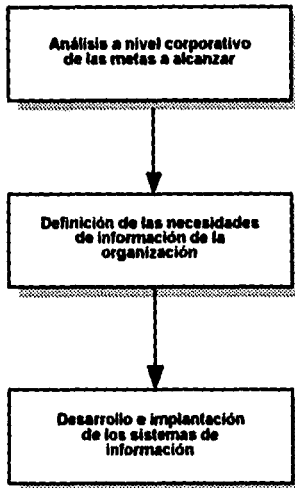 Análisis a nivel corporativo
de las metas a alcanzar
Definición de las necesidades
de información de la
organización
Desarrollo e implantación
de los sistemas de
información